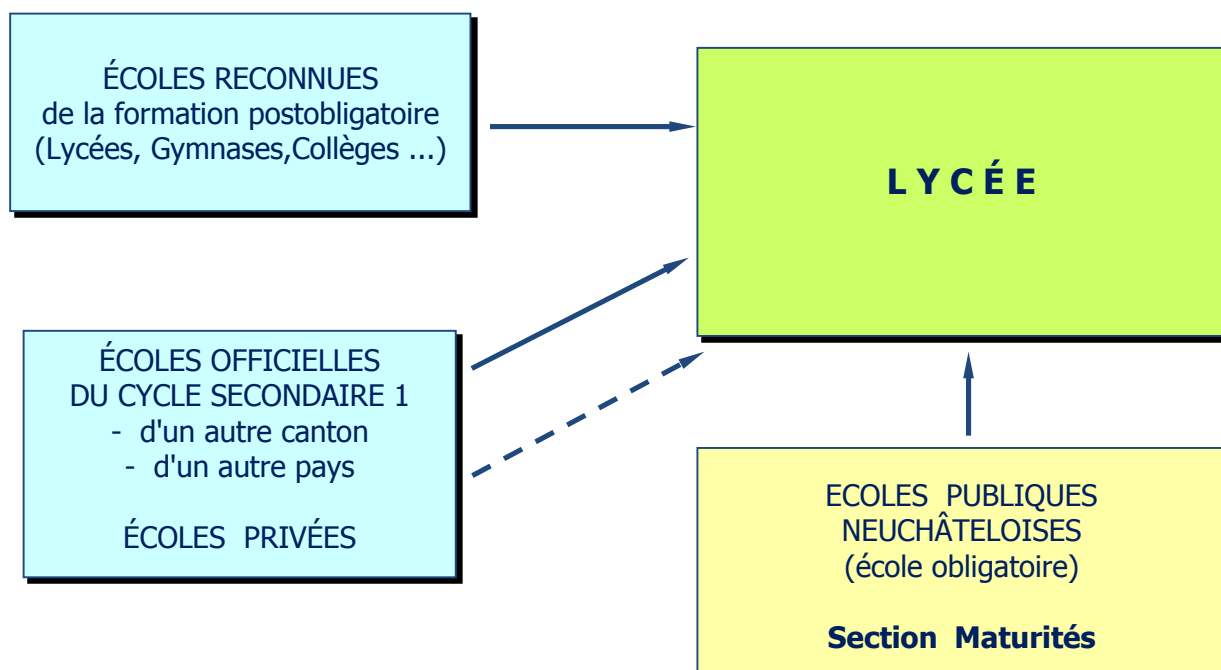 ÉCOLES RECONNUES
de la formation postobligatoire
(Lycées, Gymnases,Collèges ...)
L Y C É E
ÉCOLES OFFICIELLES
DU CYCLE SECONDAIRE 1
- d'un autre canton
- d'un autre pays
ÉCOLES PRIVÉES
ECOLES PUBLIQUES
NEUCHÂTELOISES
(école obligatoire)
Section Maturités